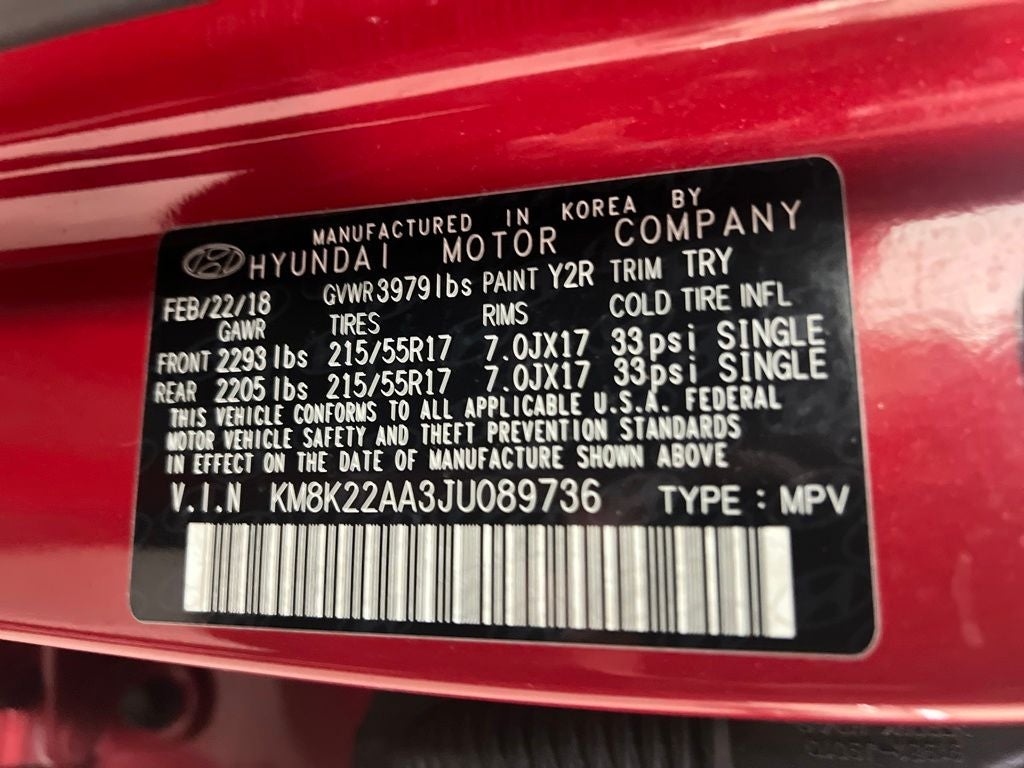 MANUFACTURED IN KOREA BY
HYUNDAI MOTOR COMPANY
FEB/22/18 GVWR 3979lbs PAINT Y2R TRIM TRY
GAWR TIRES RIMS COLD TIRE INFL
FRONT 2293 lbs 215/55R17 7.0JX17 33psi SINGLE
REAR 2205 lbs 215/55R17 7.0JX17 33psi SINGLE
THIS VEHICLE CONFORMS TO ALL APPLICABLE U.S.A. FEDERAL
MOTOR VEHICLE SAFETY AND THEFT PREVENTION STANDARDS
IN EFFECT ON THE DATE OF MANUFACTURE SHOWN ABOVE
V.I.N KM8K22AA3JU089736 TYPE : MPV